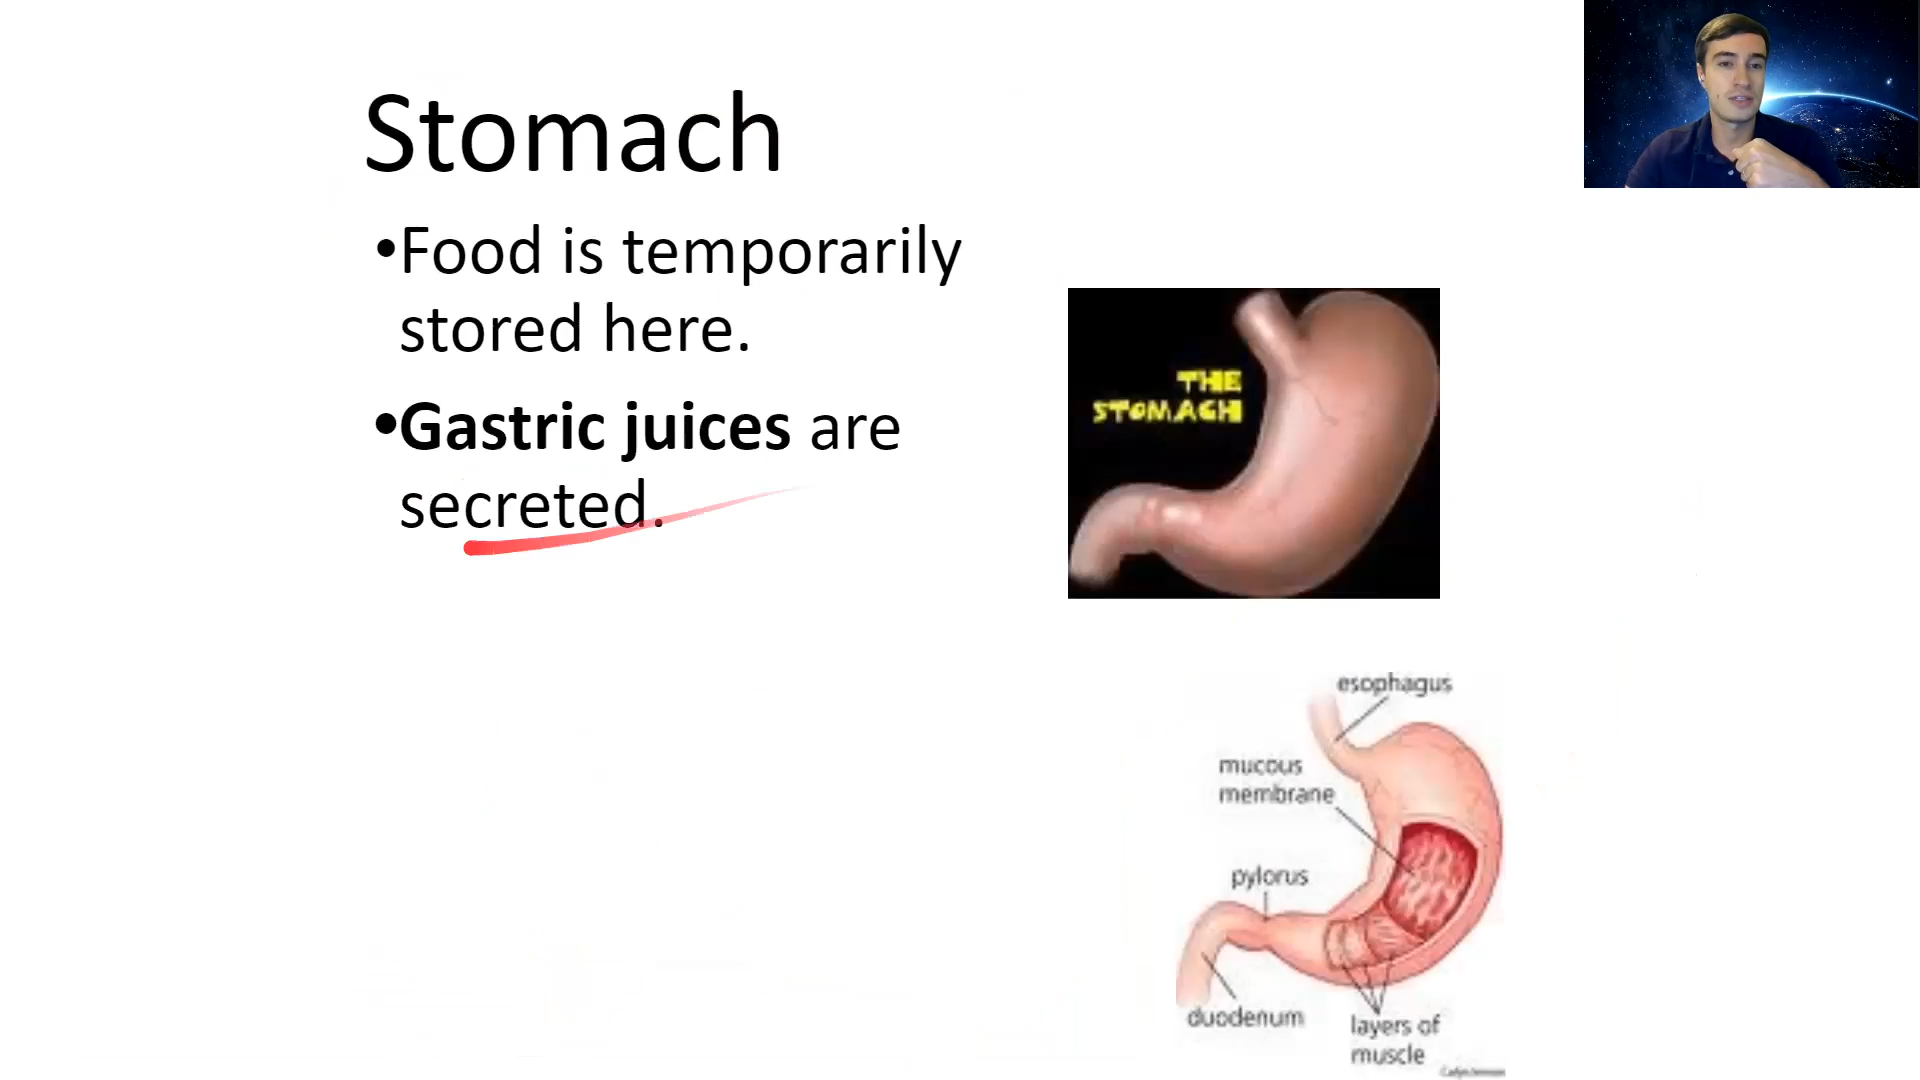 Stomach
•Food is temporarily
stored here.
•Gastric juices are
secreted.
THE
STOMACH
esophagus
mucous
membrane
pylorus
duodenum
layers of
muscle